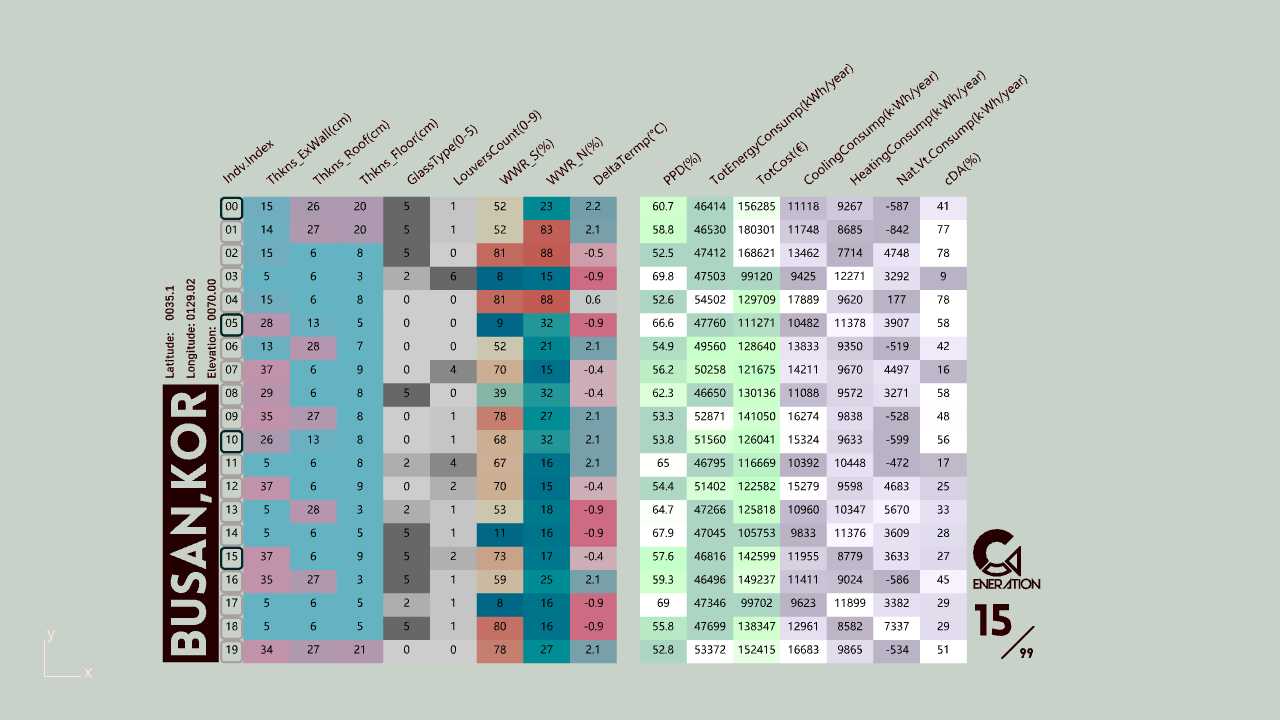 Indv.Index Thkns_ExWall(cm) Thkns_Roof(cm) Thkns_Floor(cm) GlassType(0-5) LouversCount(0-9) WWR_S(%) WWR_N(%) DeltaTermp(°C) PPD(%) TotEnergyConsump(kWh/year) TotCost(€) CoolingConsump(k·Wh/year) HeatingConsump(k·Wh/year) Nat.Vt.Consump(k·Wh/year) cDA(%)
00 15 26 20 5 1 52 23 2.2 60.7 46414 156285 11118 9267 -587 41
01 14 27 20 5 1 52 83 2.1 58.8 46530 180301 11748 8685 -842 77
02 15 6 8 5 0 81 88 -0.5 52.5 47412 168621 13462 7714 4748 78
03 5 6 3 2 6 8 15 -0.9 69.8 47503 99120 9425 12271 3292 9
04 15 6 8 0 0 81 88 0.6 52.6 54502 129709 17889 9620 177 78
05 28 13 5 0 0 9 32 -0.9 66.6 47760 111271 10482 11378 3907 58
06 13 28 7 0 0 52 21 2.1 54.9 49560 128640 13833 9350 -519 42
07 37 6 9 0 4 70 15 -0.4 56.2 50258 121675 14211 9670 4497 16
08 29 6 8 5 0 39 32 -0.4 62.3 46650 130136 11088 9572 3271 58
09 35 27 8 0 1 78 27 2.1 53.3 52871 141050 16274 9838 -528 48
10 26 13 8 0 1 68 32 2.1 53.8 51560 126041 15324 9633 -599 56
11 5 6 8 2 4 67 16 2.1 65 46795 116669 10392 10448 -472 17
12 37 6 9 0 2 70 15 -0.4 54.4 51402 122582 15279 9598 4683 25
13 5 28 3 2 1 53 18 -0.9 64.7 47266 125818 10960 10347 5670 33
14 5 6 5 5 1 11 16 -0.9 67.9 47045 105753 9833 11376 3609 28
15 37 6 9 5 2 73 17 -0.4 57.6 46816 142599 11955 8779 3633 27
16 35 27 3 5 1 59 25 2.1 59.3 46496 149237 11411 9024 -586 45
17 5 6 5 2 1 8 16 -0.9 69 47346 99702 9623 11899 3382 29
18 5 6 5 5 1 80 16 -0.9 55.8 47699 138347 12961 8582 7337 29
19 34 27 21 0 0 78 27 2.1 52.8 53372 152415 16683 9865 -534 51
Latitude: 0035.1
Longitude: 0129.02
Elevation: 0070.00
BUSAN,KOR
GENERATION
15/99
y
x